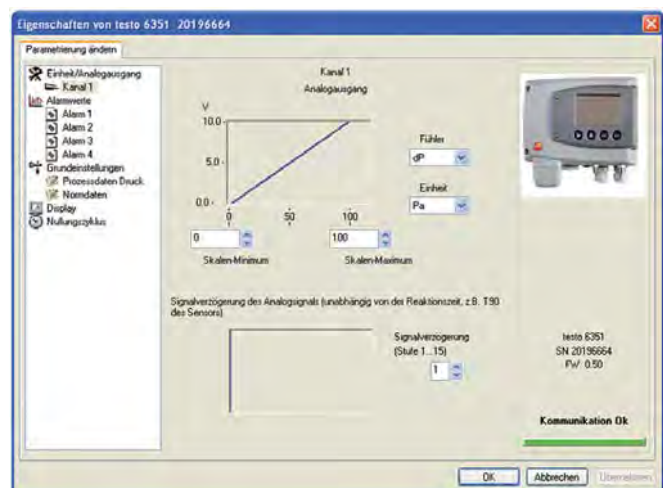 Eigenschaften von testo 6351 20196664
Parametrierung ändern
Einheit/Analogausgang
Kanal 1
Alarmwerte
Alarm 1
Alarm 2
Alarm 3
Alarm 4
Grundeinstellungen
Prozessdaten Druck
Normdaten
Display
Nullungszyklus
Kanal 1
Analogausgang
V
10.0
5.0
0.0
0 50 100
Fühler
dP
Einheit
Pa
0 100
Skalen-Minimum Skalen-Maximum
Signalverzögerung des Analogsignals (unabhängig von der Reaktionszeit, z.B. T90
des Sensors)
Signalverzögerung
(Stufe 1...15)
1
testo 6351
SN 20196664
FW 0.50
Kommunikation Ok
OK Abbrechen Übernehmen